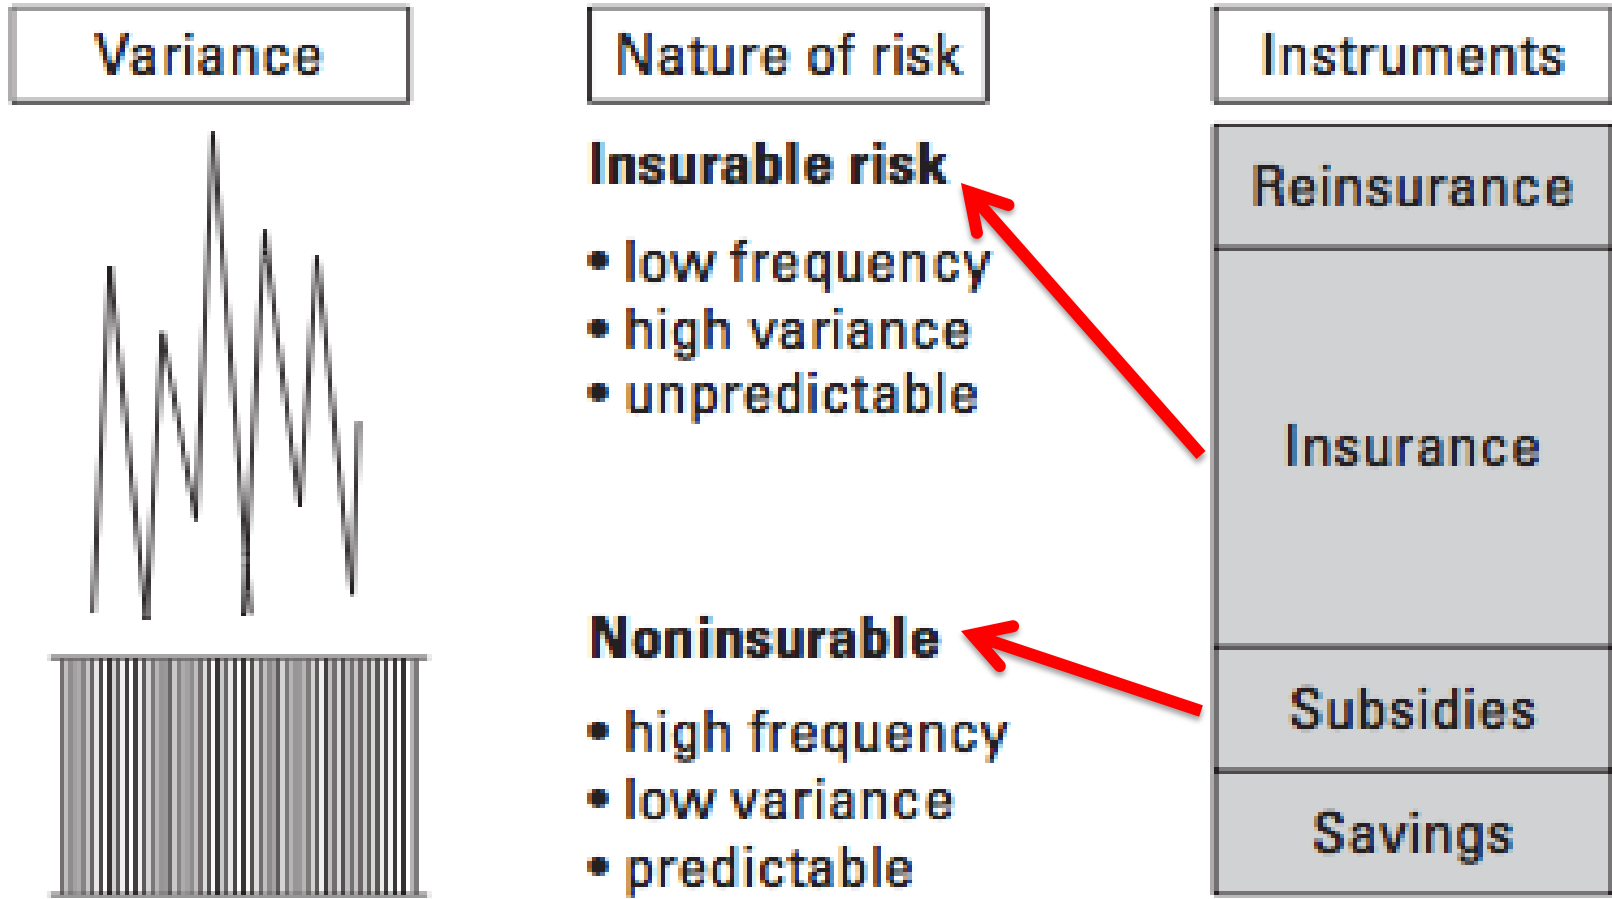 Variance
Nature of risk
Instruments
Insurable risk
• low frequency
• high variance
• unpredictable
Noninsurable
• high frequency
• low variance
• predictable
Reinsurance
Insurance
Subsidies
Savings